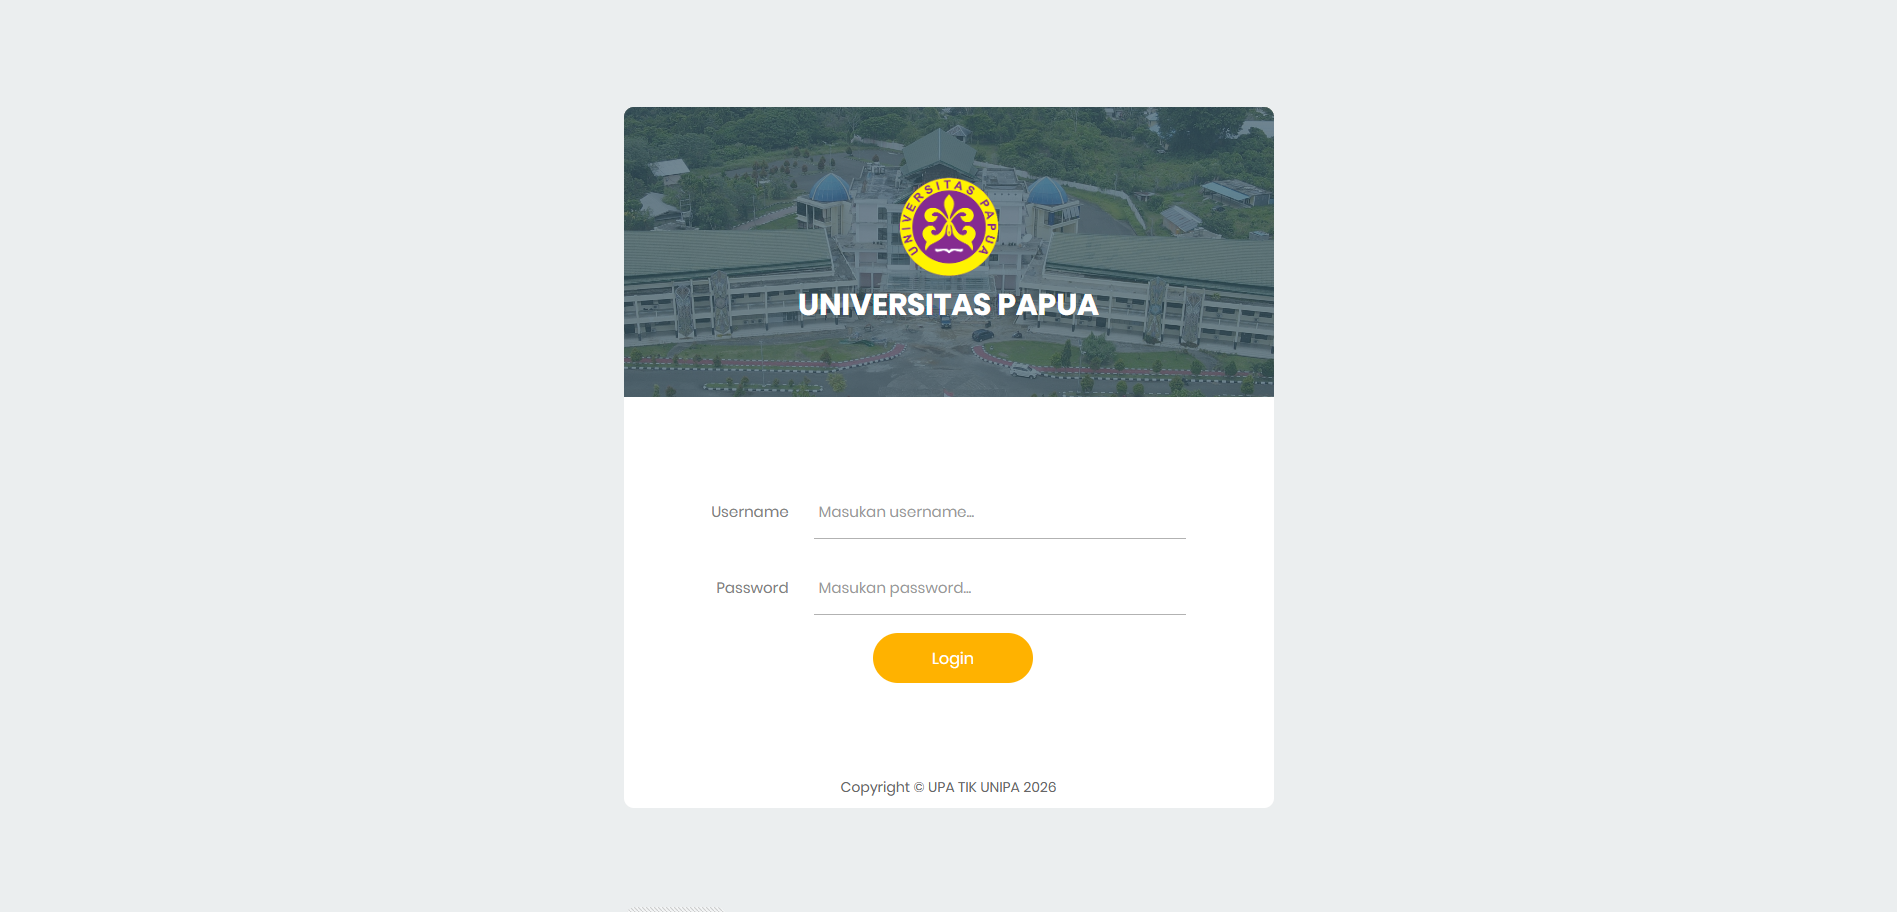 UNIVERSITAS PAPUA
UNIVERSITAS PAPUA
Username
Masukan username...
Password
Masukan password...
Login
Copyright © UPA TIK UNIPA 2026